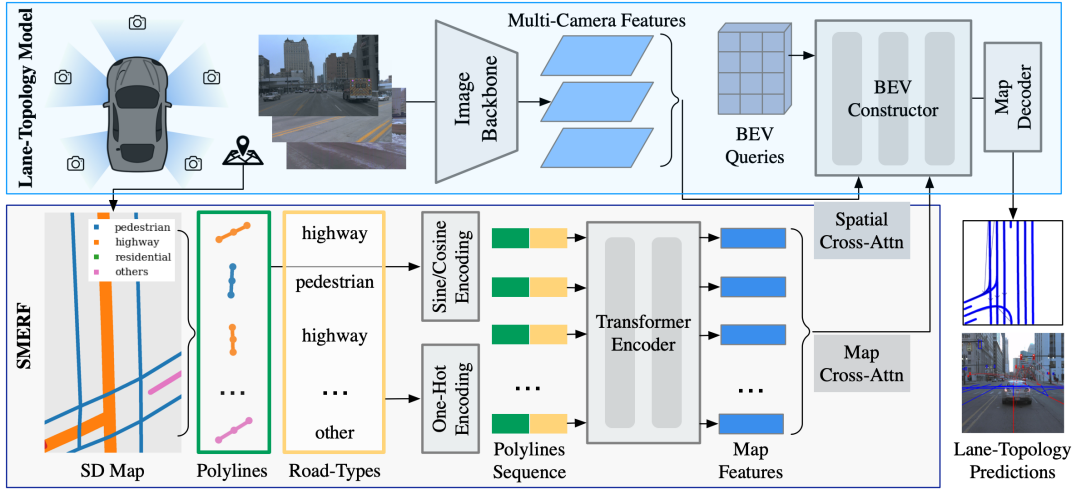 Lane-Topology Model
Multi-Camera Features
Image
Backbone
BEV
Queries
BEV
Constructor
Map
Decoder
SMERF
pedestrian
highway
residential
others
SD Map
Polylines
highway
pedestrian
highway
...
...
other
Road-Types
Sine/Cosine
Encoding
One-Hot
Encoding
...
Polylines
Sequence
Transformer
Encoder
...
Map
Features
Spatial
Cross-Attn
Map
Cross-Attn
Lane-Topology
Predictions